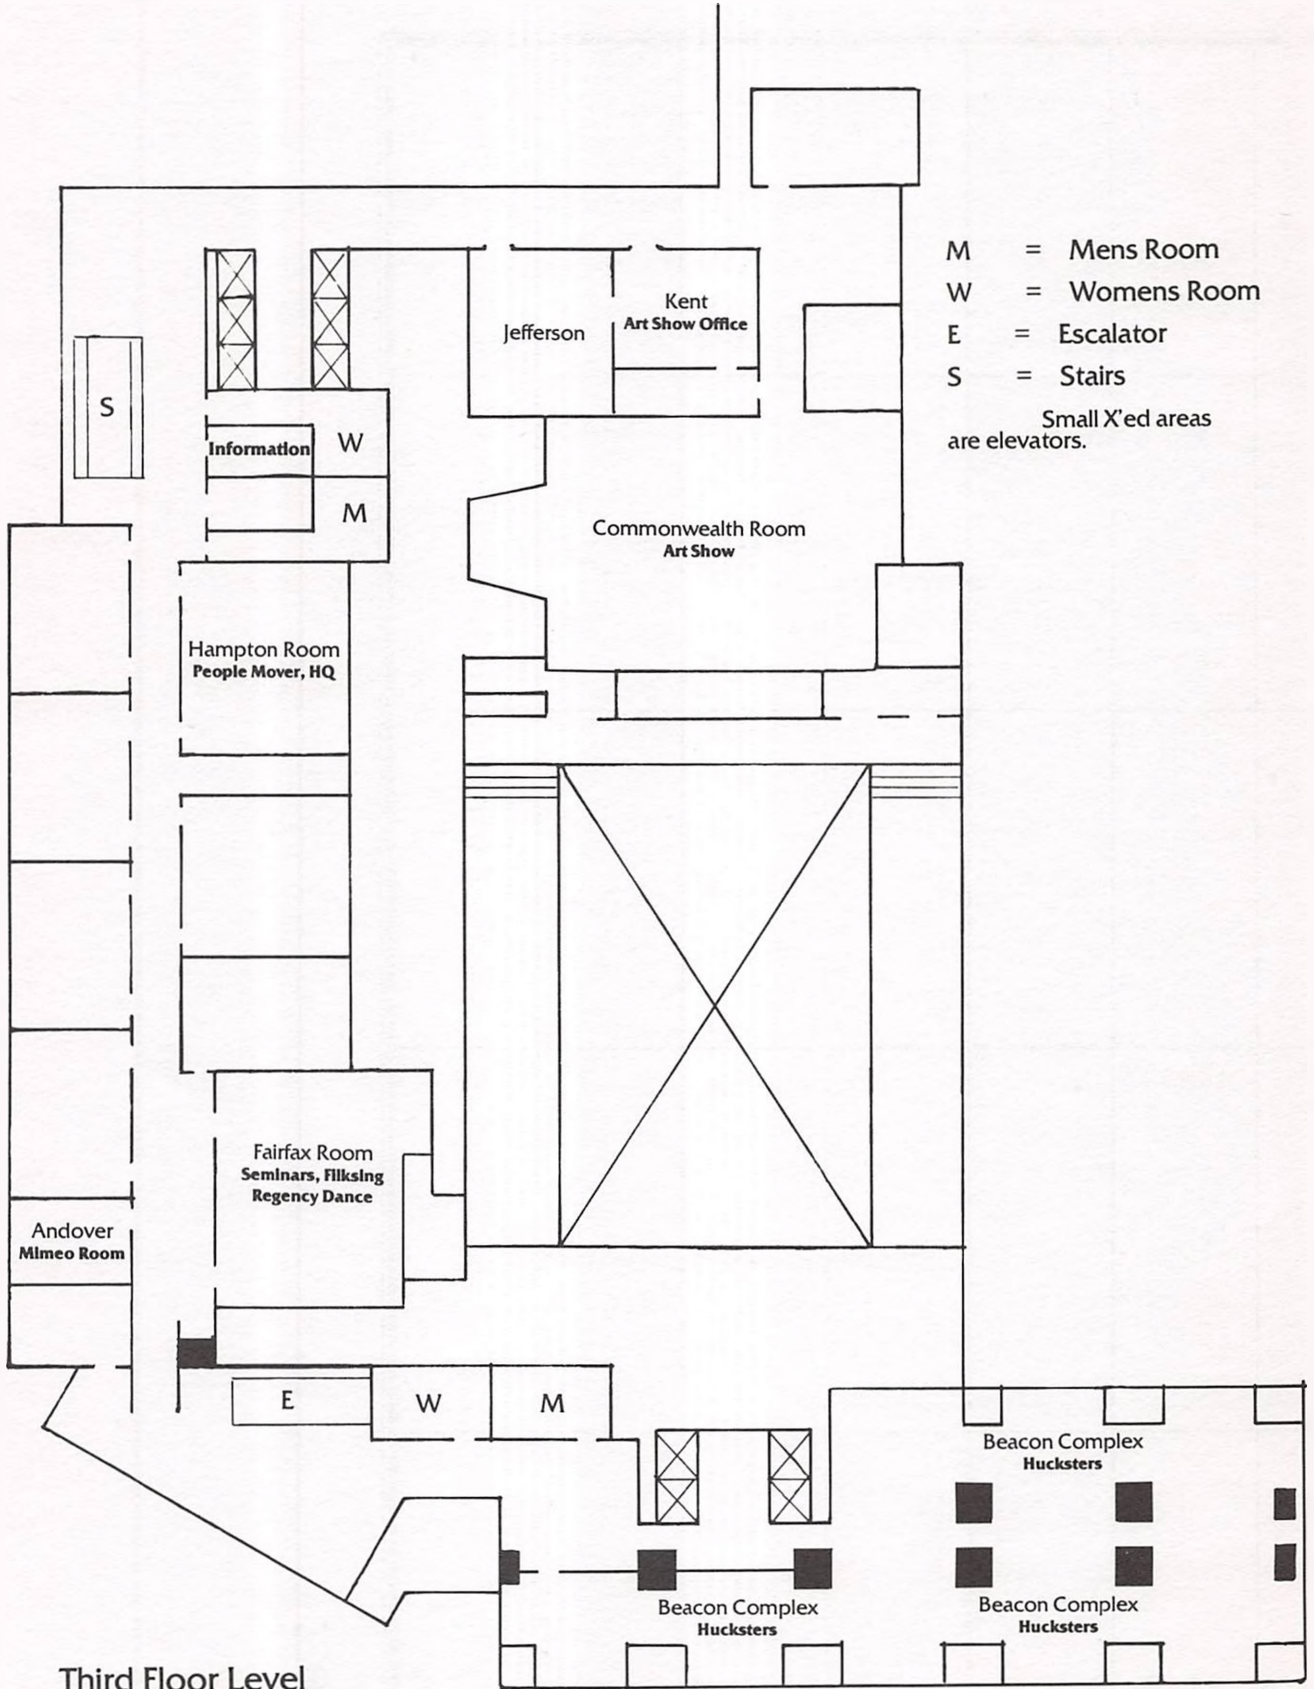 M = Mens Room
W = Womens Room
E = Escalator
S = Stairs
Small X'ed areas
are elevators.
Kent
Art Show Office
Jefferson
S
Information
W
M
Commonwealth Room
Art Show
Hampton Room
People Mover, HQ
Fairfax Room
Seminars, Filksing
Regency Dance
Andover
Mimeo Room
E
W
M
Beacon Complex
Hucksters
Beacon Complex
Hucksters
Beacon Complex
Hucksters
Third Floor Level